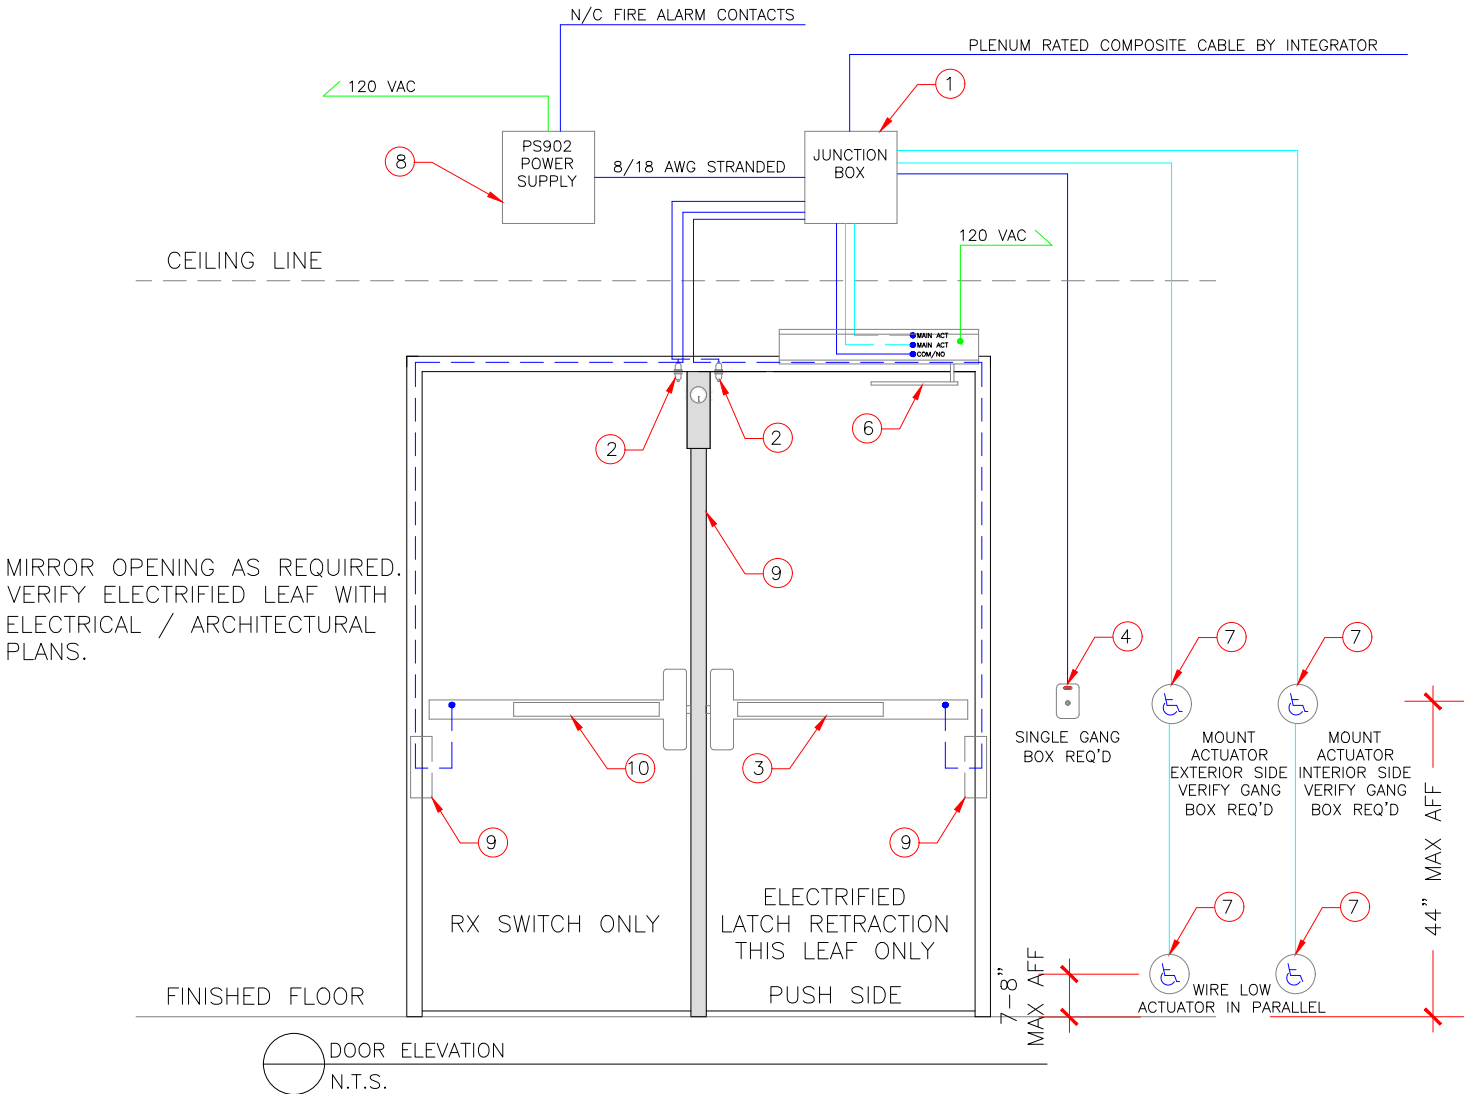 N/C FIRE ALARM CONTACTS
PLENUM RATED COMPOSITE CABLE BY INTEGRATOR
120 VAC
1
PS902
POWER
SUPPLY
8
8/18 AWG STRANDED
JUNCTION
BOX
120 VAC
CEILING LINE
MAIN ACT
MAIN ACT
COM/NO
2
2
6
MIRROR OPENING AS REQUIRED.
VERIFY ELECTRIFIED LEAF WITH
ELECTRICAL / ARCHITECTURAL
PLANS.
9
4
7
7
SINGLE GANG
BOX REQ'D
MOUNT
ACTUATOR
EXTERIOR SIDE
VERIFY GANG
BOX REQ'D
MOUNT
ACTUATOR
INTERIOR SIDE
VERIFY GANG
BOX REQ'D
10
3
9
9
44" MAX AFF
RX SWITCH ONLY
ELECTRIFIED
LATCH RETRACTION
THIS LEAF ONLY
7
7
7-8"
MAX AFF
WIRE LOW
ACTUATOR IN PARALLEL
FINISHED FLOOR
PUSH SIDE
DOOR ELEVATION
N.T.S.